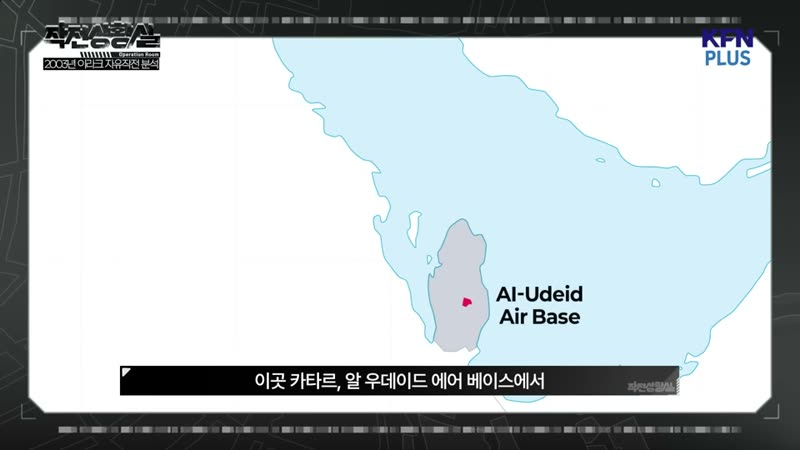 작전상황실
Operation Room
2003년 이라크 자유작전 분석
KFN
PLUS
Al-Udeid
Air Base
이곳 카타르, 알 우데이드 에어 베이스에서
작전상황실